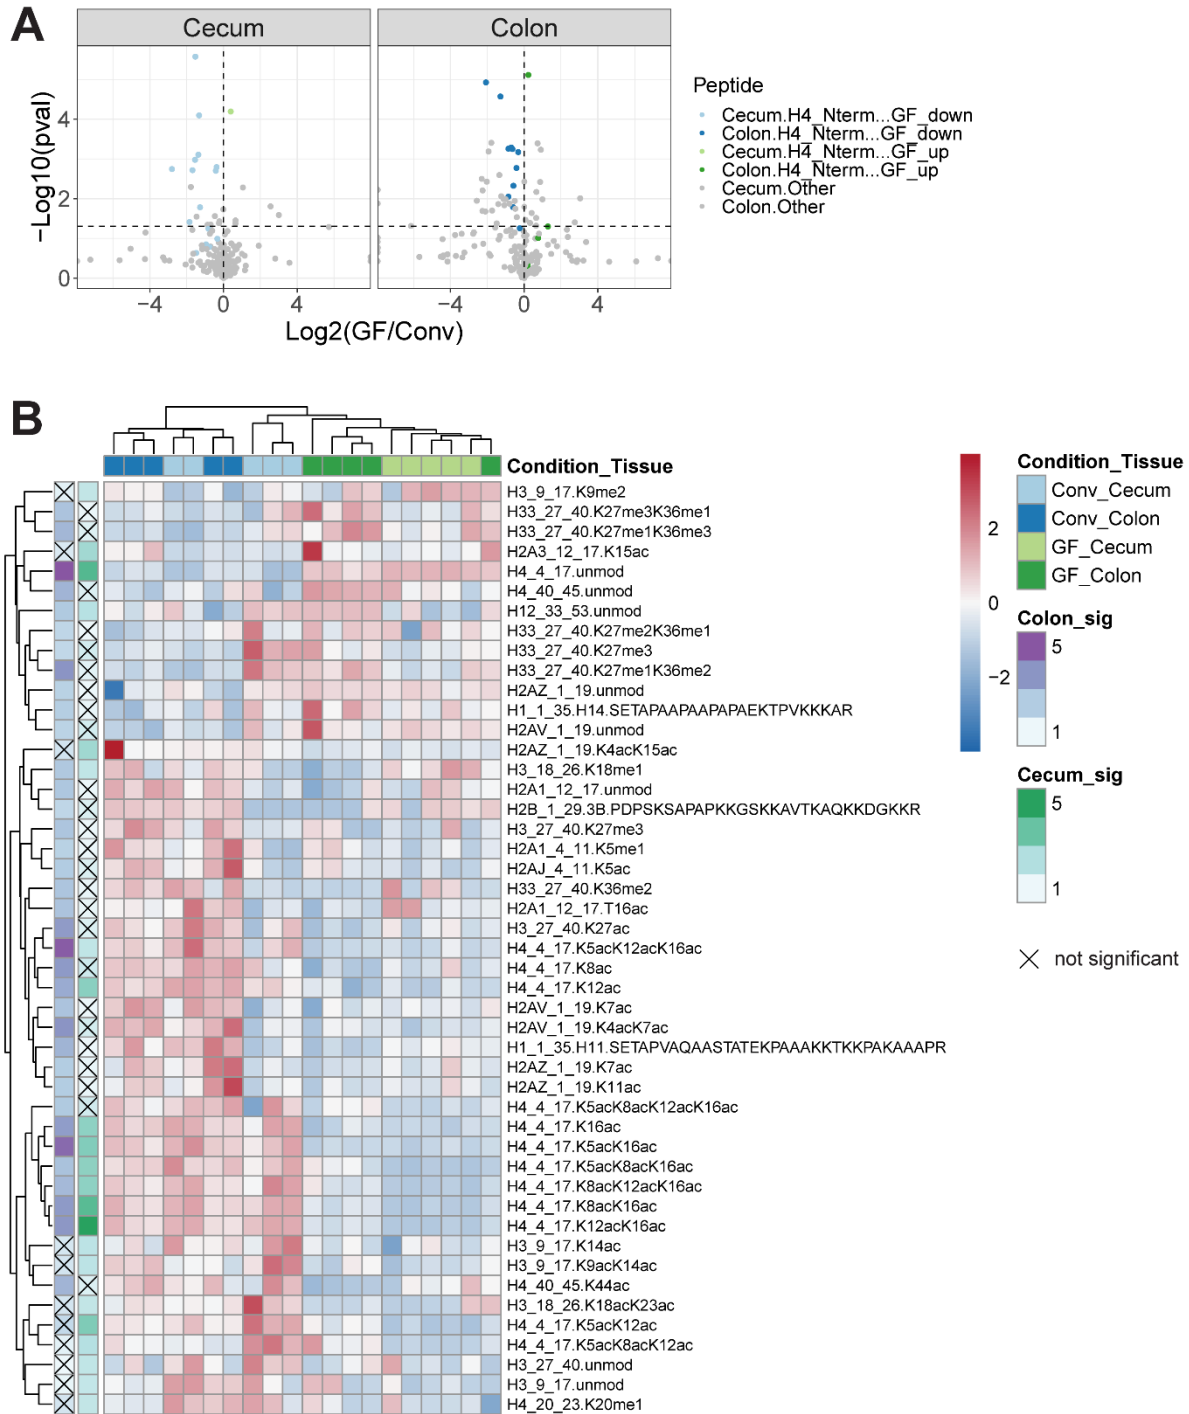 A
Cecum
Colon
−Log10(pval)
4
2
0
−4
0
4
−4
0
4
Log2(GF/Conv)
Peptide
Cecum.H4_Nterm...GF_down
Colon.H4_Nterm...GF_down
Cecum.H4_Nterm...GF_up
Colon.H4_Nterm...GF_up
Cecum.Other
Colon.Other
B
Condition_Tissue
H3_9_17.K9me2
H33_27_40.K27me3K36me1
H33_27_40.K27me1K36me3
H2A3_12_17.K15ac
H4_4_17.unmod
H4_40_45.unmod
H12_33_53.unmod
H33_27_40.K27me2K36me1
H33_27_40.K27me3
H33_27_40.K27me1K36me2
H2AZ_1_19.unmod
H1_1_35.H14.SETAPAAPAAPAPAEKTPVKKKAR
H2AV_1_19.unmod
H2AZ_1_19.K4acK15ac
H3_18_26.K18me1
H2A1_12_17.unmod
H2B_1_29.3B.PDPSKSAPAPKKGSKKAVTKAQKKDGKKR
H3_27_40.K27me3
H2A1_4_11.K5me1
H2AJ_4_11.K5ac
H33_27_40.K36me2
H2A1_12_17.T16ac
H3_27_40.K27ac
H4_4_17.K5acK12acK16ac
H4_4_17.K8ac
H4_4_17.K12ac
H2AV_1_19.K7ac
H2AV_1_19.K4acK7ac
H1_1_35.H11.SETAPVAQAASTATEKPAAAKKTKKPAKAAAPR
H2AZ_1_19.K7ac
H2AZ_1_19.K11ac
H4_4_17.K5acK8acK12acK16ac
H4_4_17.K16ac
H4_4_17.K5acK16ac
H4_4_17.K5acK8acK16ac
H4_4_17.K8acK12acK16ac
H4_4_17.K8acK16ac
H4_4_17.K12acK16ac
H3_9_17.K14ac
H3_9_17.K9acK14ac
H4_40_45.K44ac
H3_18_26.K18acK23ac
H4_4_17.K5acK12ac
H4_4_17.K5acK8acK12ac
H3_27_40.unmod
H3_9_17.unmod
H4_20_23.K20me1
2
0
−2
Condition_Tissue
Conv_Cecum
Conv_Colon
GF_Cecum
GF_Colon
Colon_sig
5
1
Cecum_sig
5
1
not significant